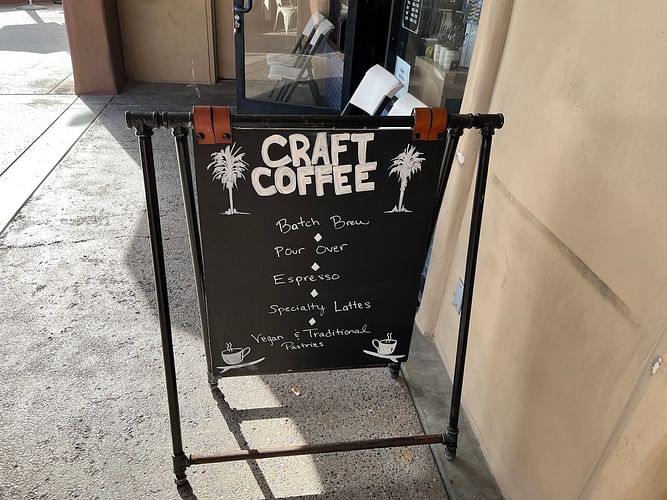 CRAFT
COFFEE
Batch Brew
Pour Over
Espresso
Specialty Lattes
Vegan & Traditional
Pastries